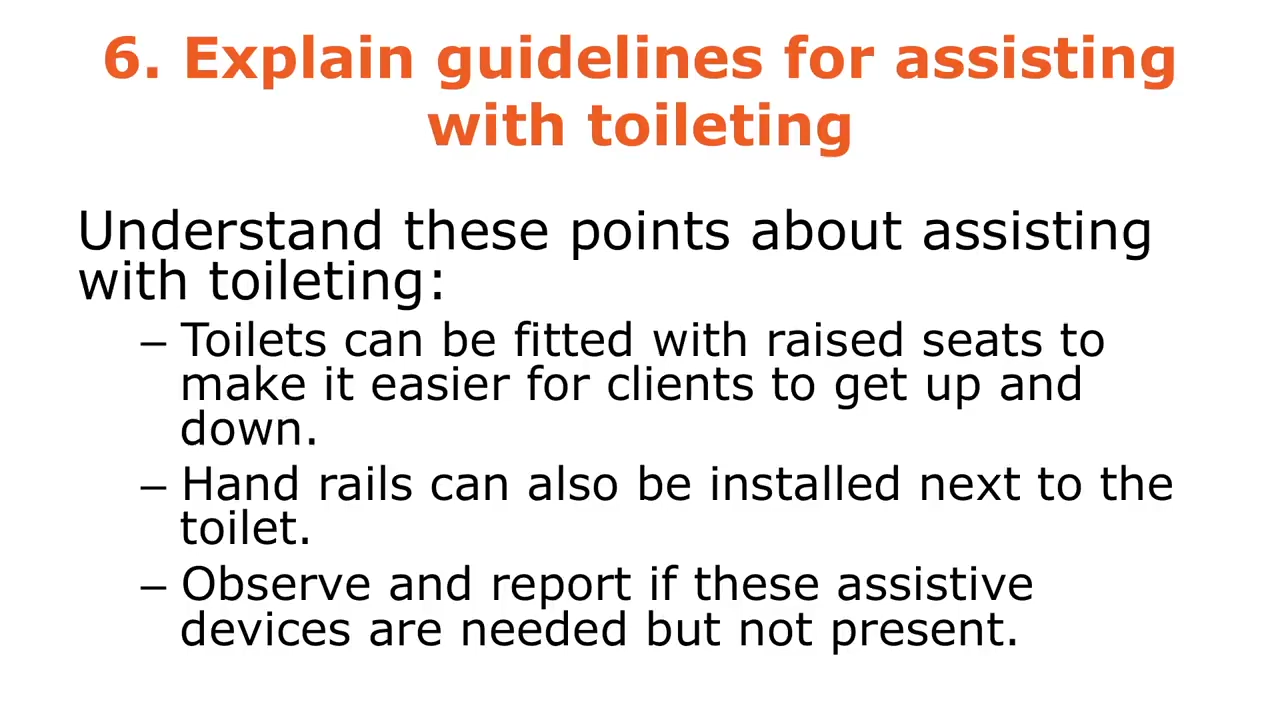 6. Explain guidelines for assisting
with toileting
Understand these points about assisting
with toileting:
– Toilets can be fitted with raised seats to
make it easier for clients to get up and
down.
– Hand rails can also be installed next to the
toilet.
– Observe and report if these assistive
devices are needed but not present.